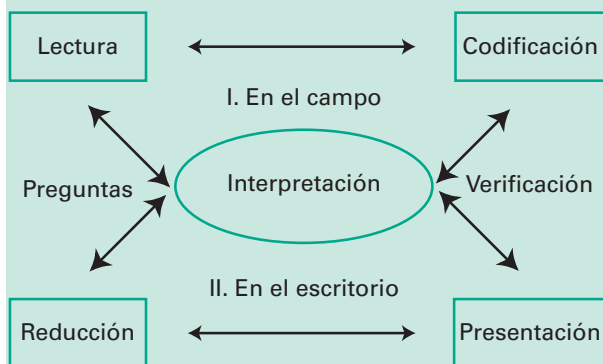 Lectura
Codificación
I. En el campo
Preguntas
Interpretación
Verificación
II. En el escritorio
Reducción
Presentación